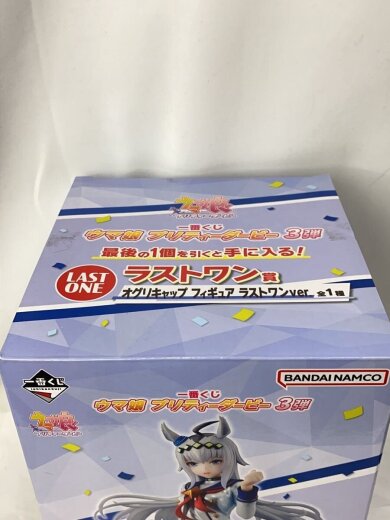 一番くじ
ウマ娘 プリティーダービー 3弾
最後の1個を引くと手に入る!
LAST ONE
ラストワン賞
オグリキャップ フィギュア ラストワンver. 全1種
一番くじ
BANDAI NAMCO
一番くじ
ウマ娘 プリティーダービー 3弾